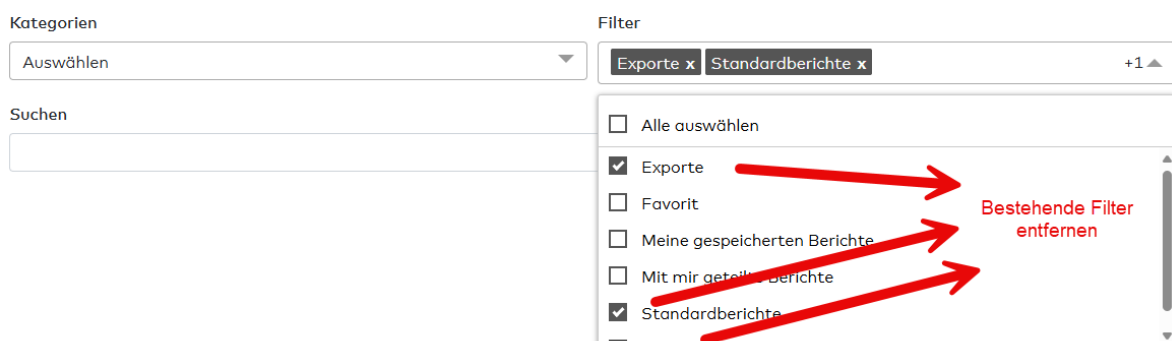 Kategorien
Filter
Auswählen
Exporte x Standardberichte x +1
Suchen
Alle auswählen
Exporte
Favorit
Bestehende Filter
entfernen
Meine gespeicherten Berichte
Mit mir geteilte Berichte
Standardberichte